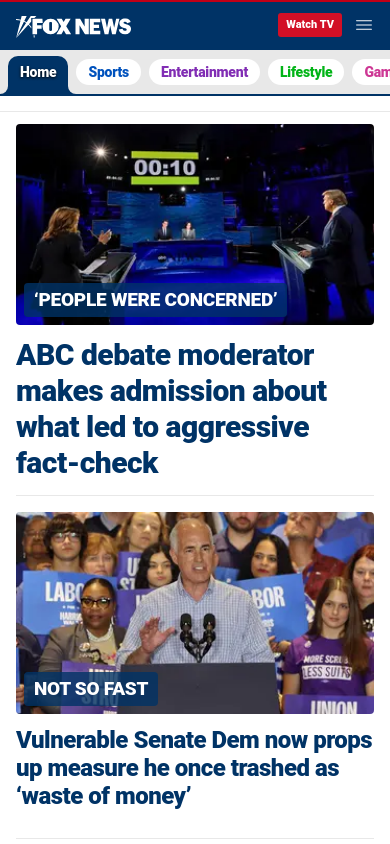 FOX NEWS
Watch TV
Home
Sports
Entertainment
Lifestyle
Gam
00:10
‘PEOPLE WERE CONCERNED’
ABC debate moderator
makes admission about
what led to aggressive
fact-check
LABO
BOR
MORE SCREE
LESS SUITS
UNION
NOT SO FAST
Vulnerable Senate Dem now props
up measure he once trashed as
‘waste of money’